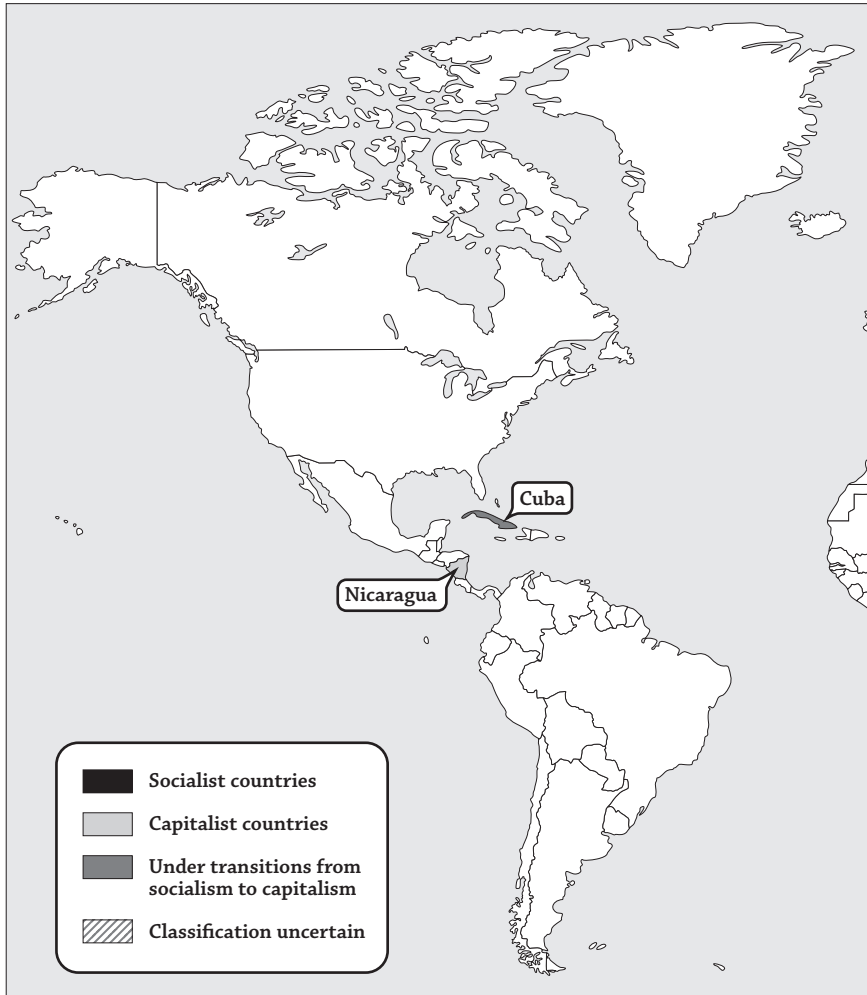 Cuba
Nicaragua
Socialist countries
Capitalist countries
Under transitions from
socialism to capitalism
Classification uncertain